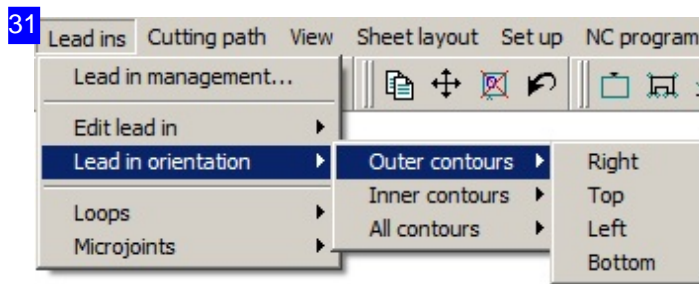 31
Lead ins Cutting path View Sheet layout Set up NC program
Lead in management...
Edit lead in
Lead in orientation
Loops
Microjoints
Outer contours
Inner contours
All contours
Right
Top
Left
Bottom